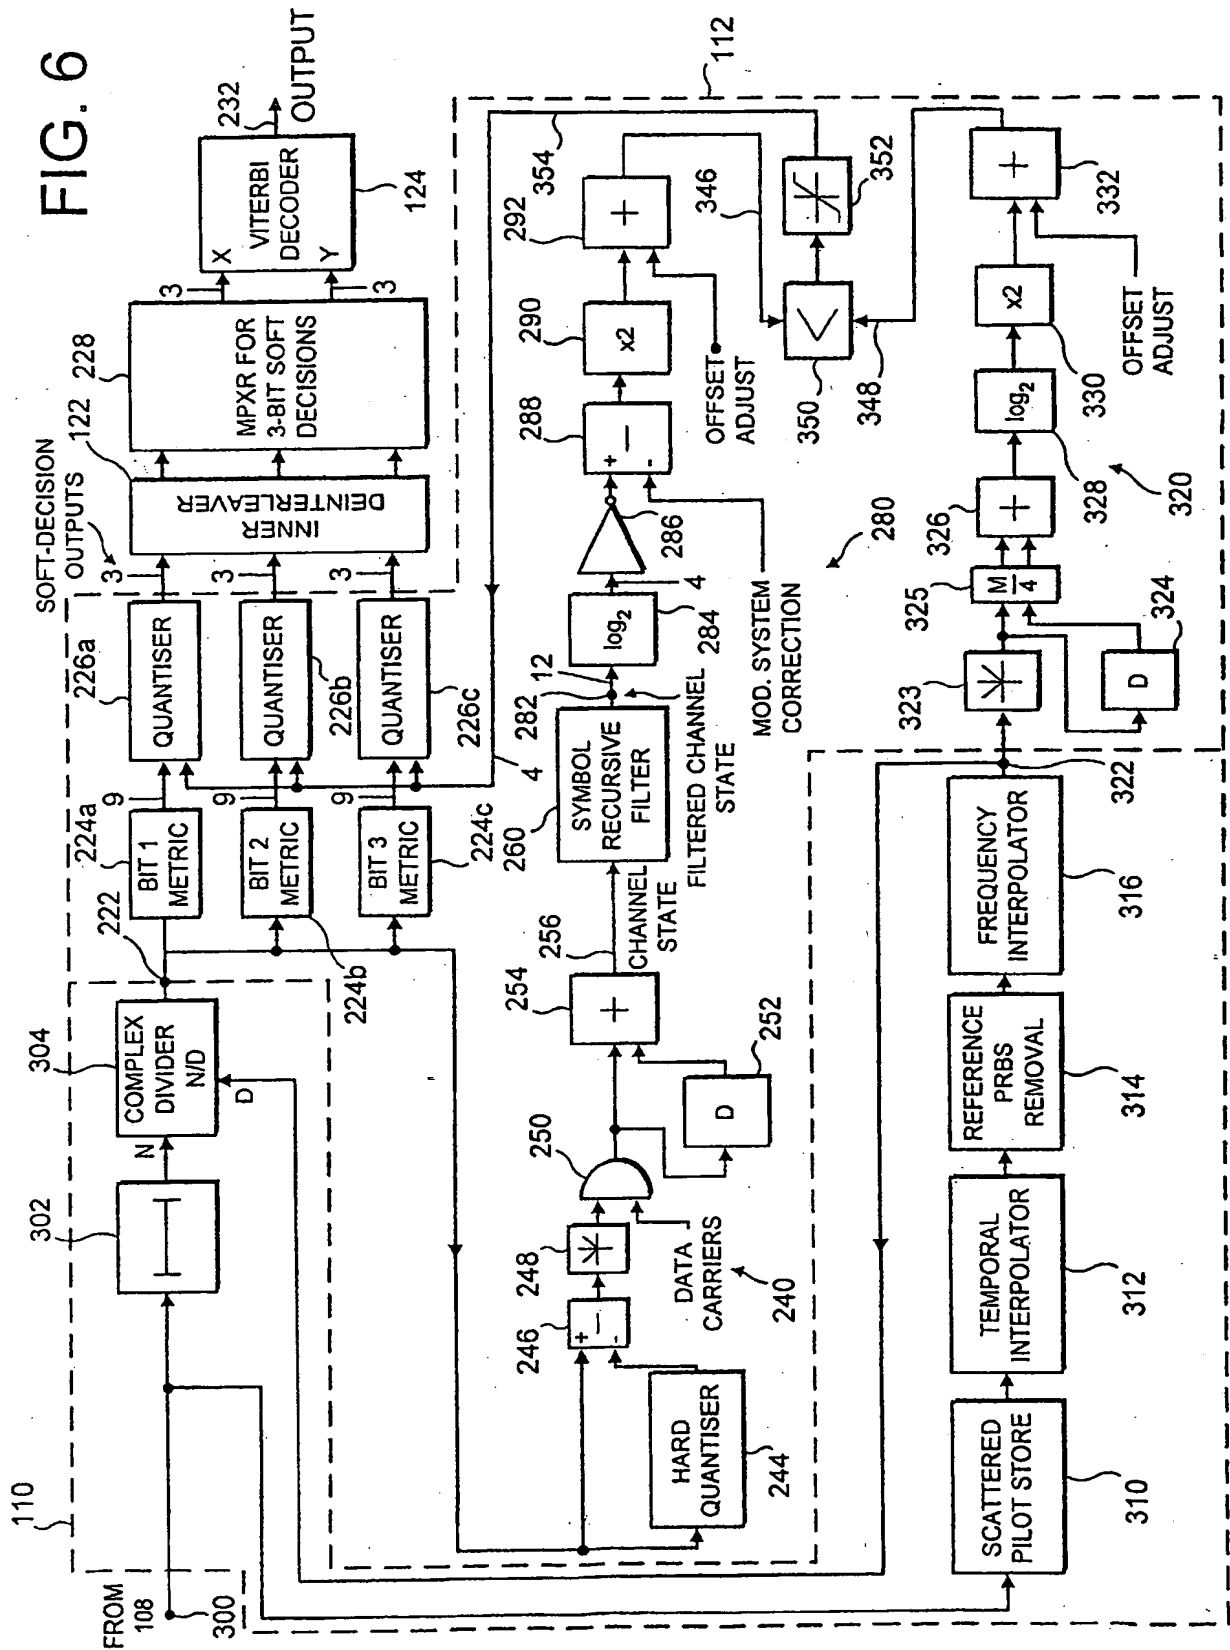 FIG. 6
110
FROM
108
300
302
N
304
COMPLEX
DIVIDER
N/D
D
222
224a
BIT 1
METRIC
9
BIT 2
METRIC
224b
9
BIT 3
METRIC
224c
9
226a
QUANTISER
3
QUANTISER
226b
3
QUANTISER
226c
3
4
SOFT-DECISION
OUTPUTS
122
INNER
DEINTERLEAVER
228
MPXR FOR
3-BIT SOFT
DECISIONS
3
3
X
Y
VITERBI
DECODER
124
232
OUTPUT
112
HARD
QUANTISER
244
246
+
−
-
248
DATA
CARRIERS
240
250
D
252
254
+
256
CHANNEL
STATE
260
SYMBOL
RECURSIVE
FILTER
282
12
FILTERED CHANNEL
STATE
log2
284
4
286
MOD. SYSTEM
CORRECTION
280
288
+
−
-
290
x2
OFFSET
ADJUST
292
+
346
354
350
<
352
348
SCATTERED
PILOT STORE
310
TEMPORAL
INTERPOLATOR
312
REFERENCE
PRBS
REMOVAL
314
FREQUENCY
INTERPOLATOR
316
322
323
D
324
325
M
4
326
+
log2
328
320
x2
330
OFFSET
ADJUST
+
332